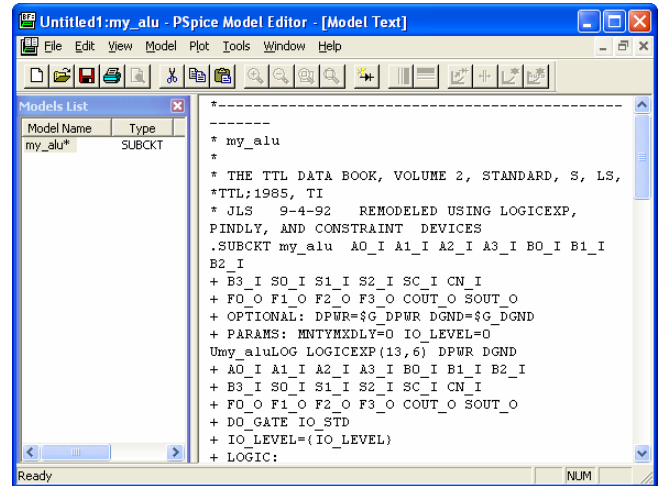 Untitled1:my_alu - PSpice Model Editor - [Model Text]
File Edit View Model Plot Tools Window Help
Models List
Model Name Type
my_alu* SUBCKT
*------------------------------------------------
-------
* my_alu
*
* THE TTL DATA BOOK, VOLUME 2, STANDARD, S, LS,
*TTL;1985, TI
* JLS 9-4-92 REMODELED USING LOGICEXP,
PINDLY, AND CONSTRAINT DEVICES
.SUBCKT my_alu A0_I A1_I A2_I A3_I B0_I B1_I
B2_I
+ B3_I S0_I S1_I S2_I SC_I CN_I
+ F0_O F1_O F2_O F3_O COUT_O SOUT_O
+ OPTIONAL: DPWR=$G_DPWR DGND=$G_DGND
+ PARAMS: MNTYMXDLY=0 IO_LEVEL=0
Umy_aluLOG LOGICEXP(13,6) DPWR DGND
+ A0_I A1_I A2_I A3_I B0_I B1_I B2_I
+ B3_I S0_I S1_I S2_I SC_I CN_I
+ F0_O F1_O F2_O F3_O COUT_O SOUT_O
+ D0_GATE IO_STD
+ IO_LEVEL={IO_LEVEL}
+ LOGIC:
Ready NUM